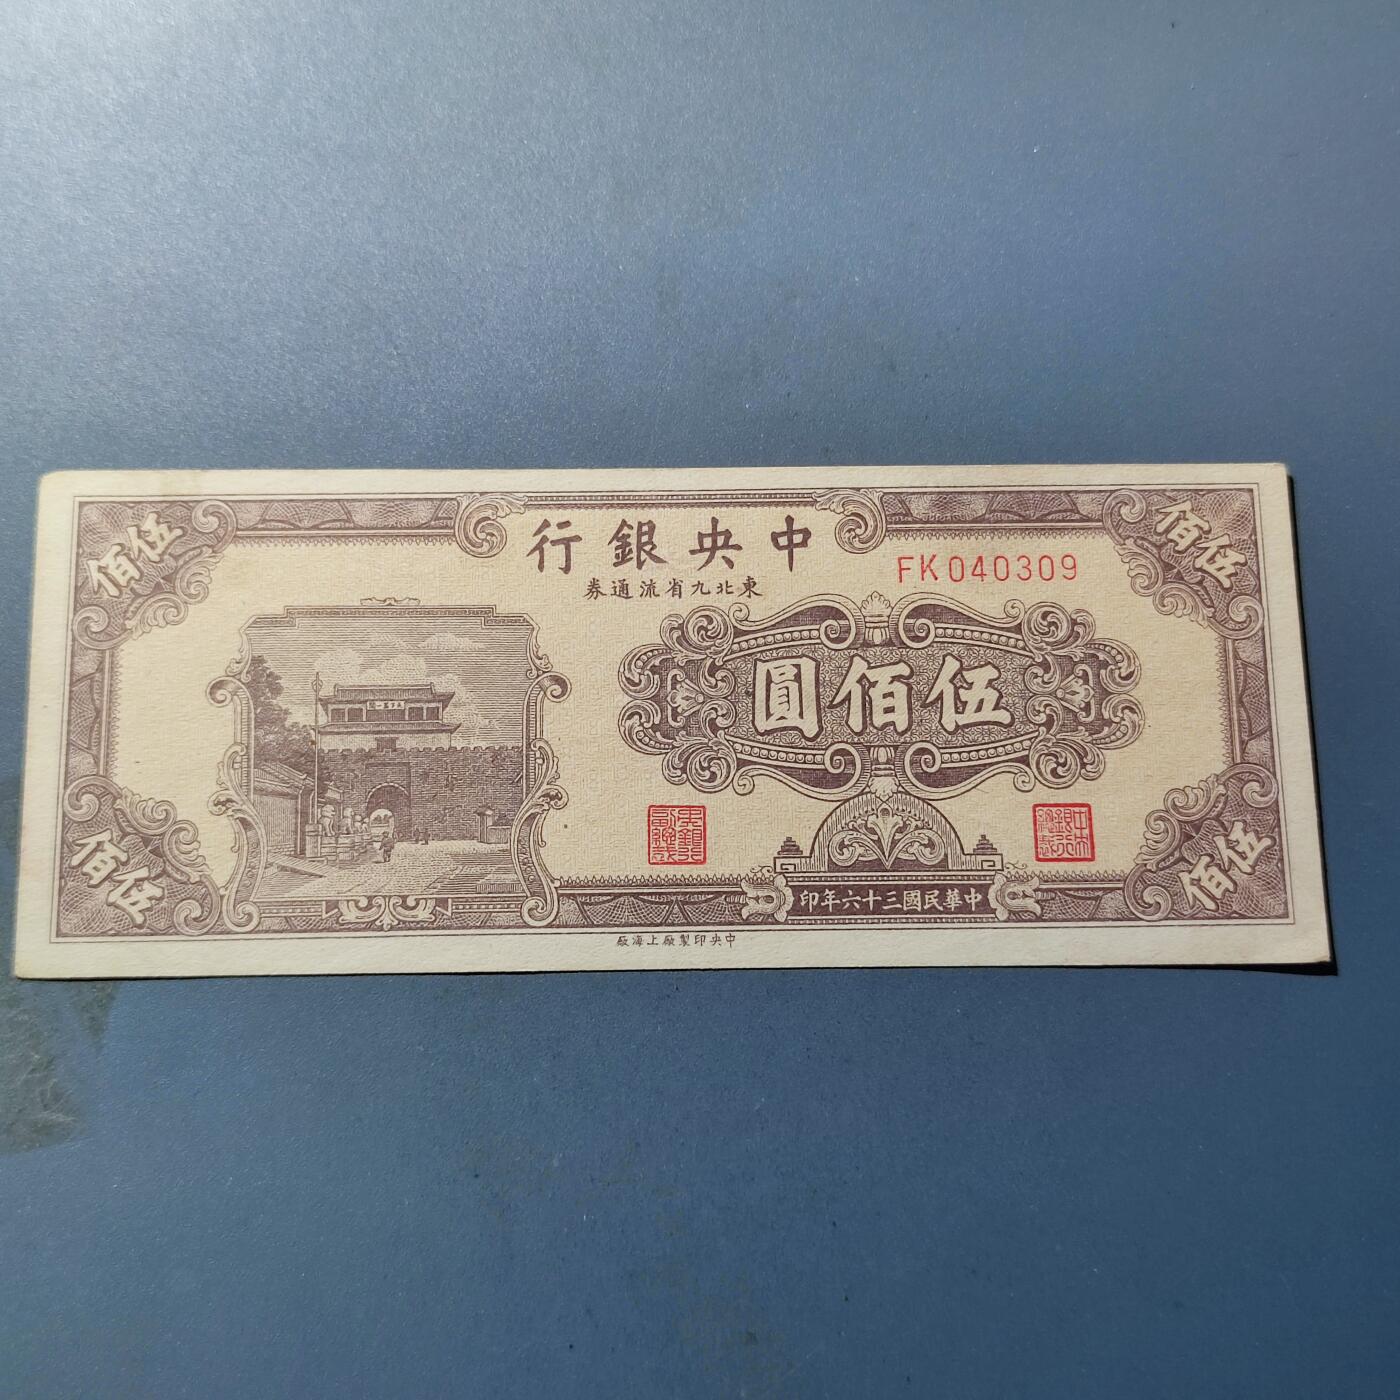 中央銀行
東北九省流通券
FK040309
伍佰
伍佰
伍佰圓
伍佰
伍佰
中華民國三十六年印
中央印製廠上海廠